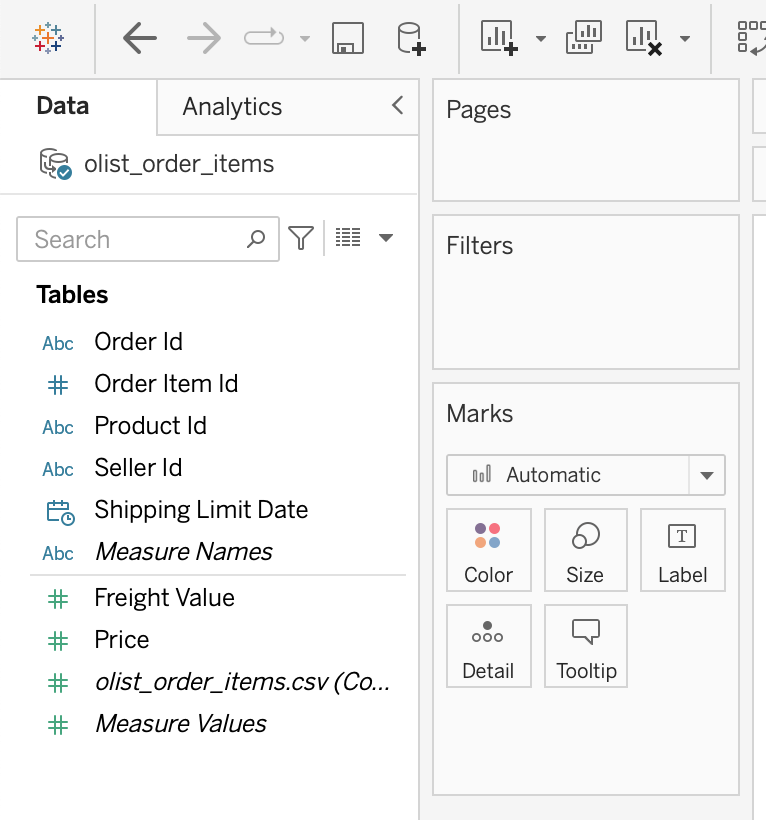 Data
Analytics
olist_order_items
Search
Tables
Abc Order Id
# Order Item Id
Abc Product Id
Abc Seller Id
Shipping Limit Date
Abc Measure Names
# Freight Value
# Price
# olist_order_items.csv (Co...
# Measure Values
Pages
Filters
Marks
Automatic
Color
Size
T
Label
Detail
Tooltip